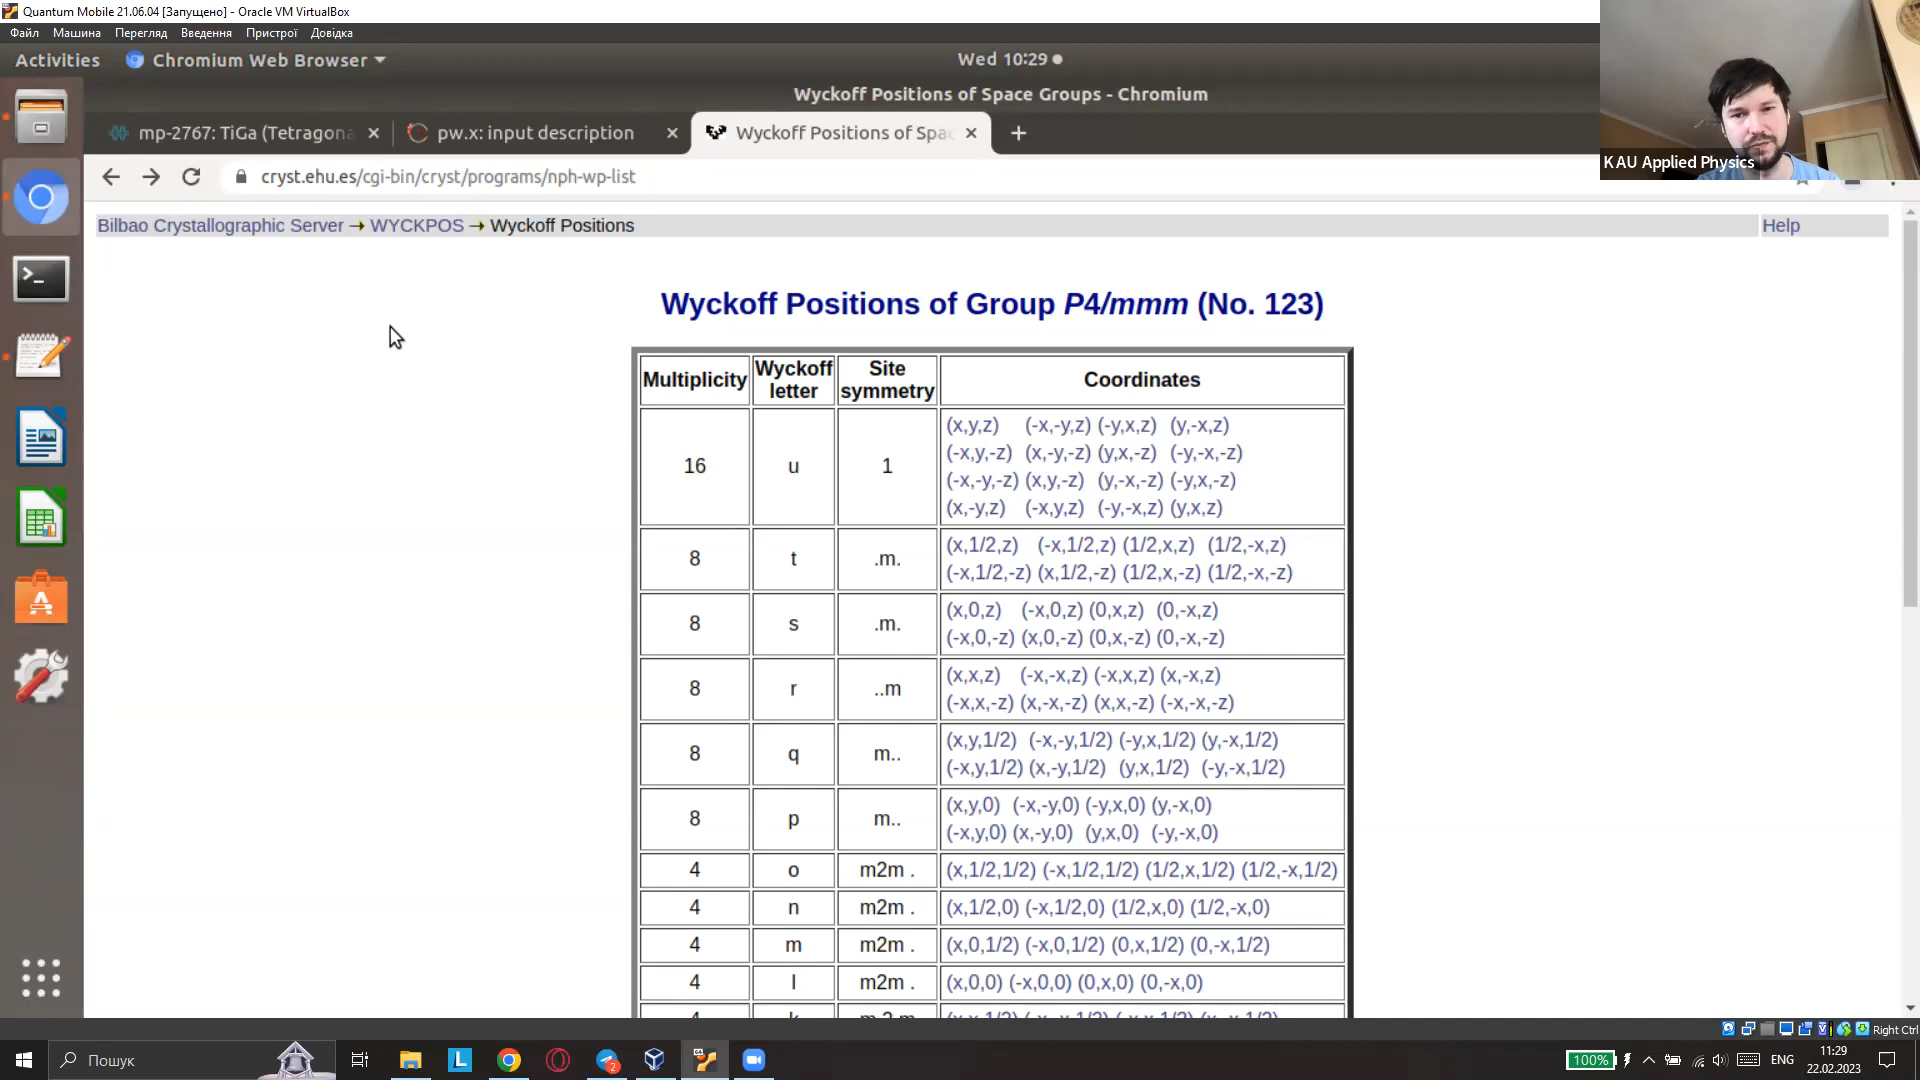 Quantum Mobile 21.06.04 [Запущено] - Oracle VM VirtualBox
Файл Машина Перегляд Введення Пристрої Довідка
Activities Chromium Web Browser Wed 10:29
Wyckoff Positions of Space Groups - Chromium
mp-2767: TiGa (Tetragona pw.x: input description Wyckoff Positions of Spac
cryst.ehu.es/cgi-bin/cryst/programs/nph-wp-list
K AU Applied Physics
Bilbao Crystallographic Server → WYCKPOS → Wyckoff Positions Help
Wyckoff Positions of Group P4/mmm (No. 123)
Multiplicity Wyckoff letter Site symmetry Coordinates
16 u 1
(x,y,z) (-x,-y,z) (-y,x,z) (y,-x,z)
(-x,y,-z) (x,-y,-z) (y,x,-z) (-y,-x,-z)
(-x,-y,-z) (x,y,-z) (y,-x,-z) (-y,x,-z)
(x,-y,z) (-x,y,z) (-y,-x,z) (y,x,z)
8 t .m.
(x,1/2,z) (-x,1/2,z) (1/2,x,z) (1/2,-x,z)
(-x,1/2,-z) (x,1/2,-z) (1/2,x,-z) (1/2,-x,-z)
8 s .m.
(x,0,z) (-x,0,z) (0,x,z) (0,-x,z)
(-x,0,-z) (x,0,-z) (0,x,-z) (0,-x,-z)
8 r ..m
(x,x,z) (-x,-x,z) (-x,x,z) (x,-x,z)
(-x,x,-z) (x,-x,-z) (x,x,-z) (-x,-x,-z)
8 q m..
(x,y,1/2) (-x,-y,1/2) (-y,x,1/2) (y,-x,1/2)
(-x,y,1/2) (x,-y,1/2) (y,x,1/2) (-y,-x,1/2)
8 p m..
(x,y,0) (-x,-y,0) (-y,x,0) (y,-x,0)
(-x,y,0) (x,-y,0) (y,x,0) (-y,-x,0)
4 o m2m . (x,1/2,1/2) (-x,1/2,1/2) (1/2,x,1/2) (1/2,-x,1/2)
4 n m2m . (x,1/2,0) (-x,1/2,0) (1/2,x,0) (1/2,-x,0)
4 m m2m . (x,0,1/2) (-x,0,1/2) (0,x,1/2) (0,-x,1/2)
4 l m2m . (x,0,0) (-x,0,0) (0,x,0) (0,-x,0)
Right Ctrl
Пошук
L
2
100% ENG 11:29
22.02.2023